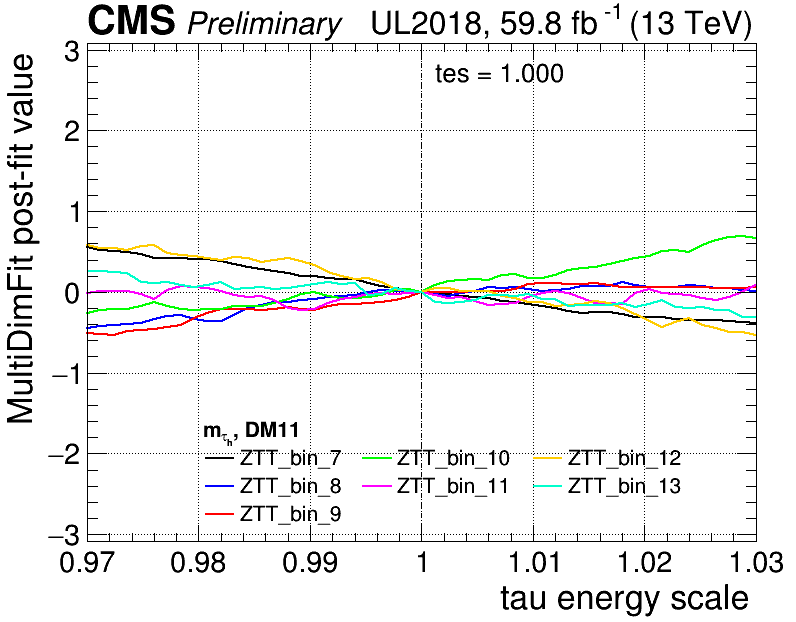 CMS Preliminary UL2018, 59.8 fb⁻¹ (13 TeV)
MultiDimFit post-fit value
3
2
1
0
−1
−2
−3
tes = 1.000
m_τₕ, DM11
ZTT_bin_7 ZTT_bin_10 ZTT_bin_12
ZTT_bin_8 ZTT_bin_11 ZTT_bin_13
ZTT_bin_9
0.97 0.98 0.99 1 1.01 1.02 1.03
tau energy scale